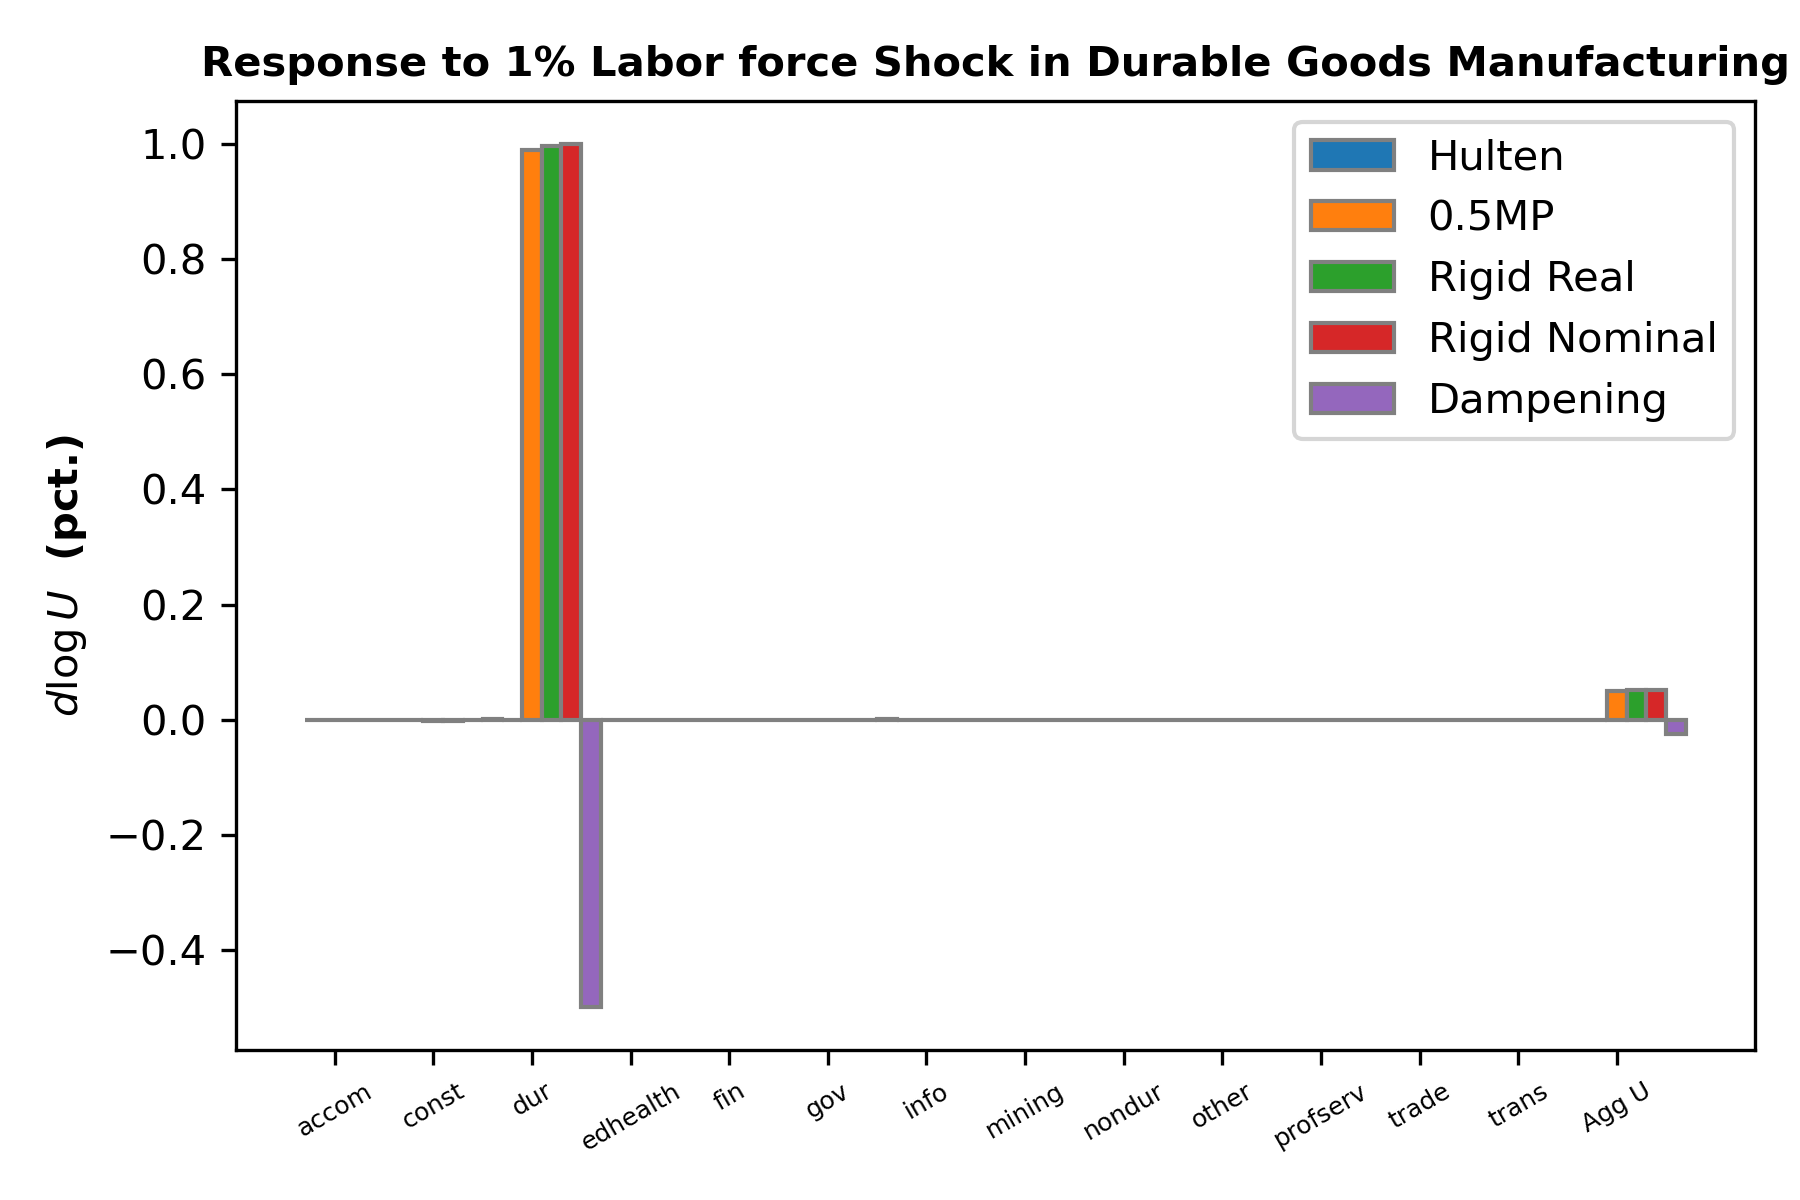 Response to 1% Labor force Shock in Durable Goods Manufacturing
Hulten
0.5MP
Rigid Real
Rigid Nominal
Dampening
dlog U (pct.)
1.0
0.8
0.6
0.4
0.2
0.0
−0.2
−0.4
accom
const
dur
edhealth
fin
gov
info
mining
nondur
other
profserv
trade
trans
Agg U